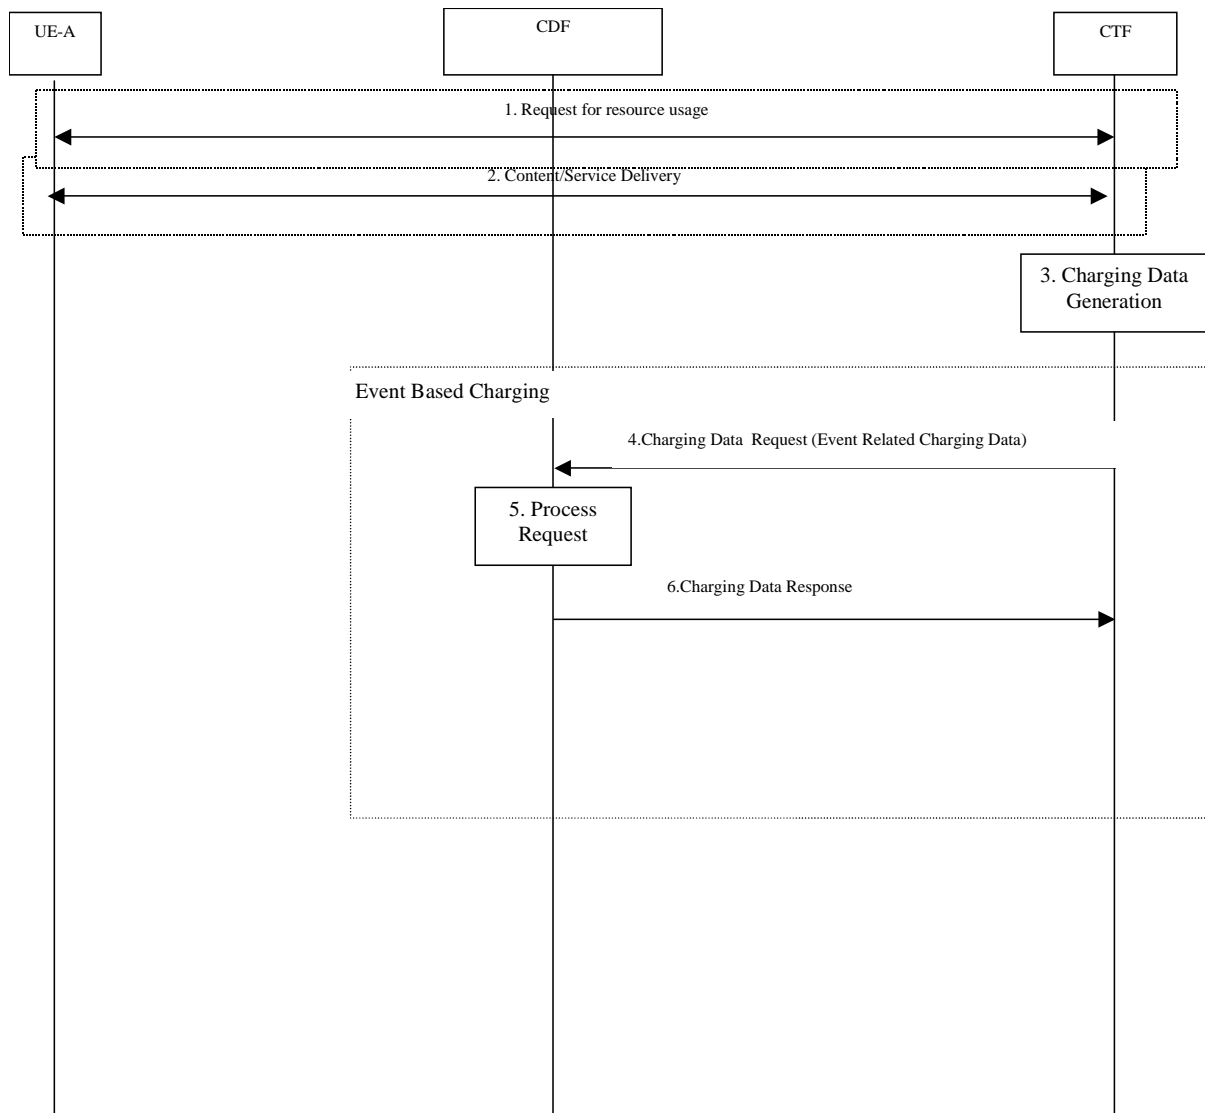 UE-A
CDF
CTF
1. Request for resource usage
2. Content/Service Delivery
3. Charging Data
Generation
Event Based Charging
4.Charging Data  Request (Event Related Charging Data)
5. Process
Request
6.Charging Data Response